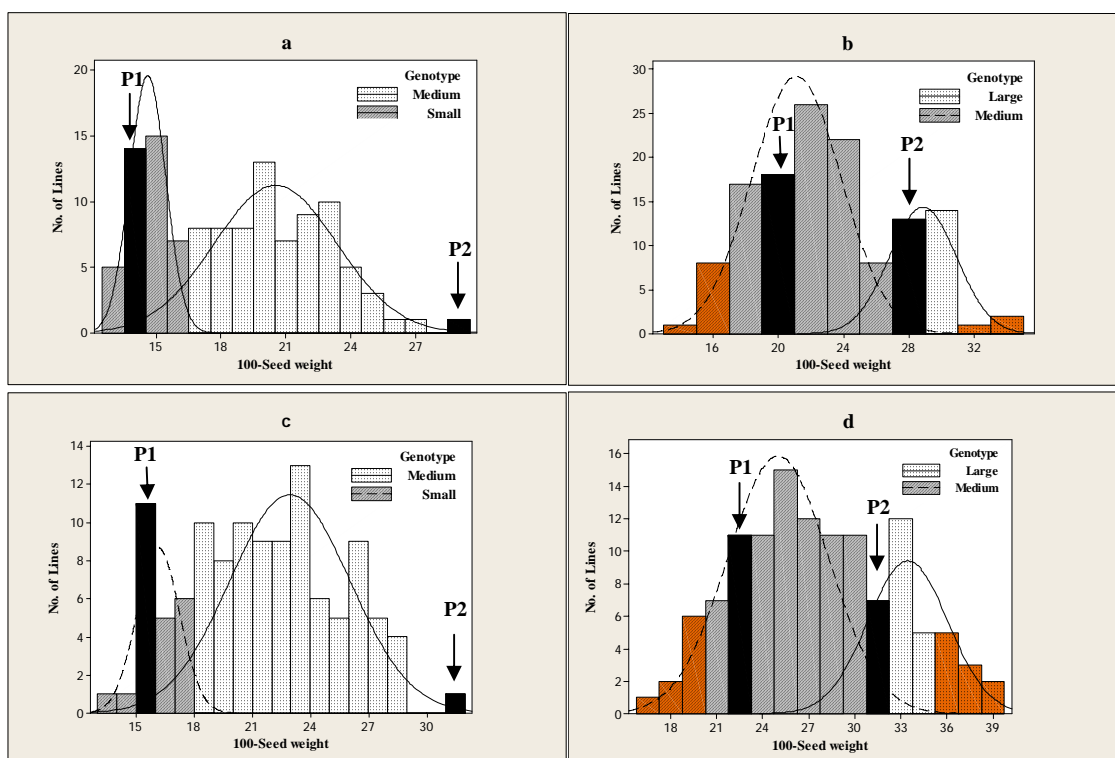 a
P1
P2
Genotype
Medium
Small
No. of Lines
20
15
10
5
0
15 18 21 24 27
100-Seed weight
b
P1
P2
Genotype
Large
Medium
No. of Lines
30
25
20
15
10
5
0
16 20 24 28 32
100-Seed weight
c
P1
P2
Genotype
Medium
Small
No. of Lines
14
12
10
8
6
4
2
0
15 18 21 24 27 30
100-Seed weight
d
P1
P2
Genotype
Large
Medium
No. of Lines
16
14
12
10
8
6
4
2
0
18 21 24 27 30 33 36 39
100-Seed weight